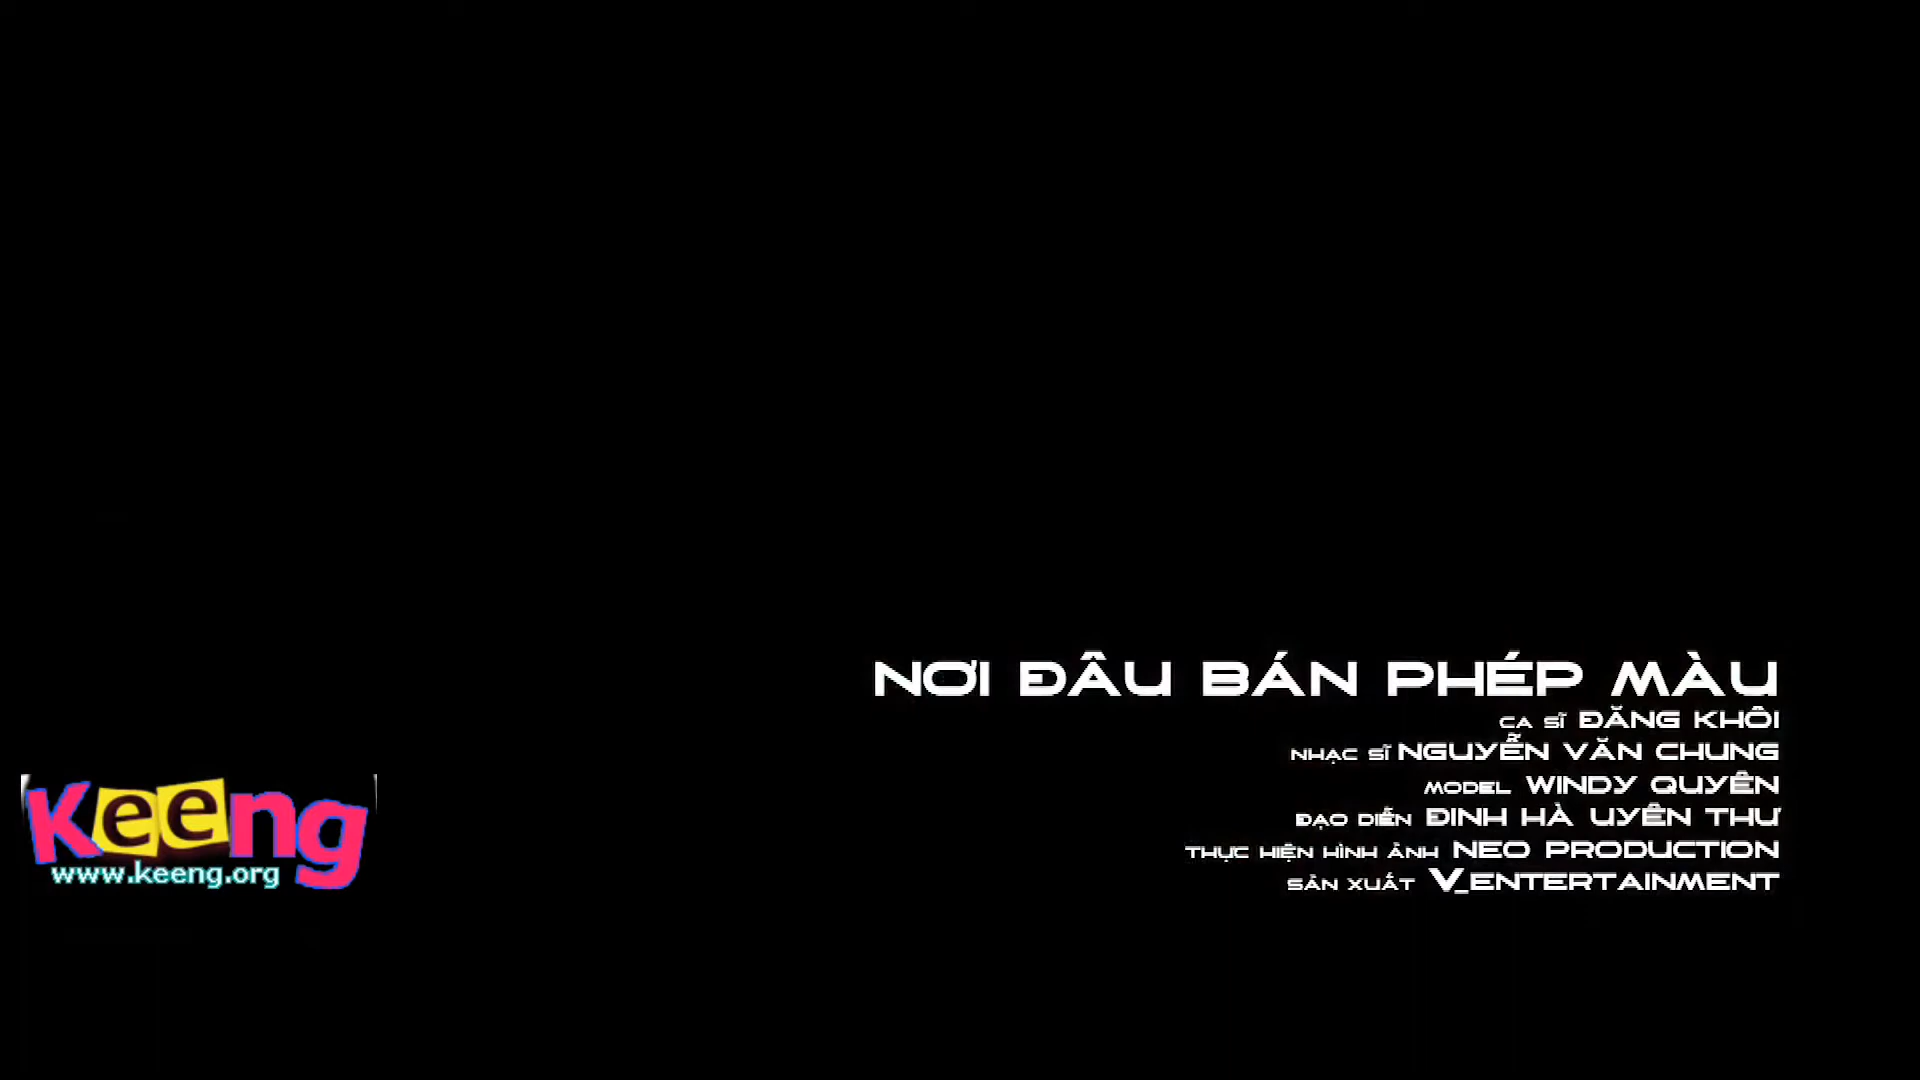 NƠI ĐÂU BÁN PHÉP MÀU
CA SĨ ĐĂNG KHÔI
NHẠC SĨ NGUYỄN VĂN CHUNG
MODEL WINDY QUYÊN
ĐẠO DIỄN ĐINH HÀ UYÊN THƯ
THỰC HIỆN HÌNH ẢNH NEO PRODUCTION
SẢN XUẤT V_ENTERTAINMENT
Keeng
www.keeng.org